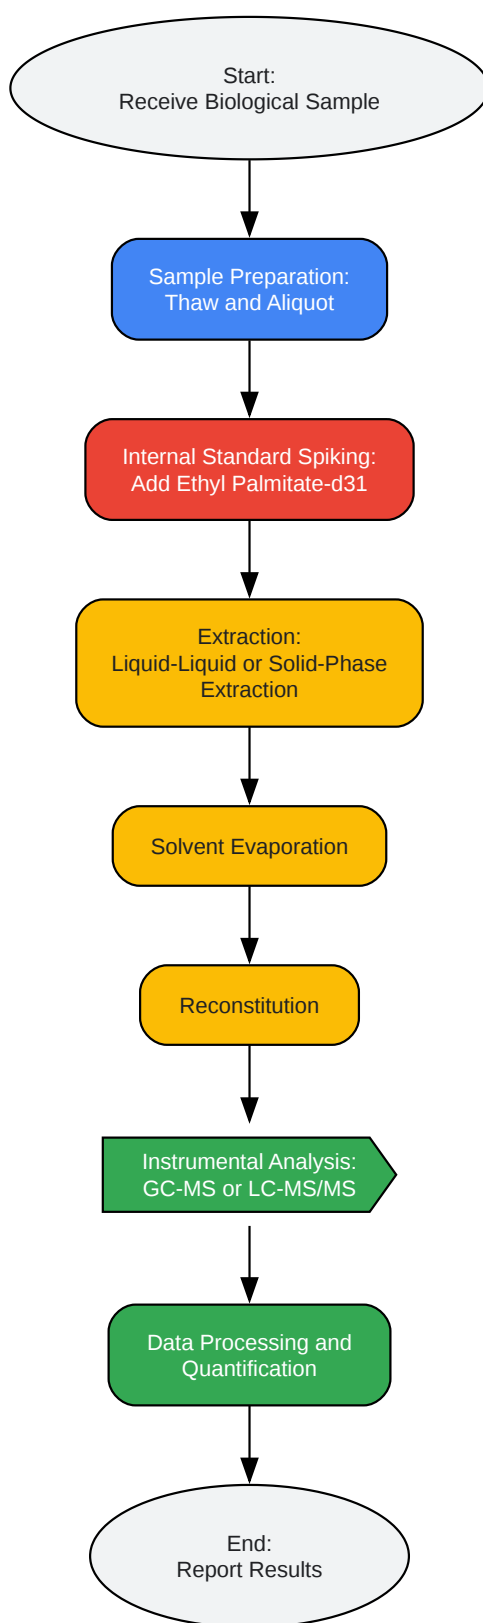 Start:
Receive Biological Sample
Sample Preparation:
Thaw and Aliquot
Internal Standard Spiking:
Add Ethyl Palmitate-d31
Extraction:
Liquid-Liquid or Solid-Phase
Extraction
Solvent Evaporation
Reconstitution
Instrumental Analysis:
GC-MS or LC-MS/MS
Data Processing and
Quantification
End:
Report Results